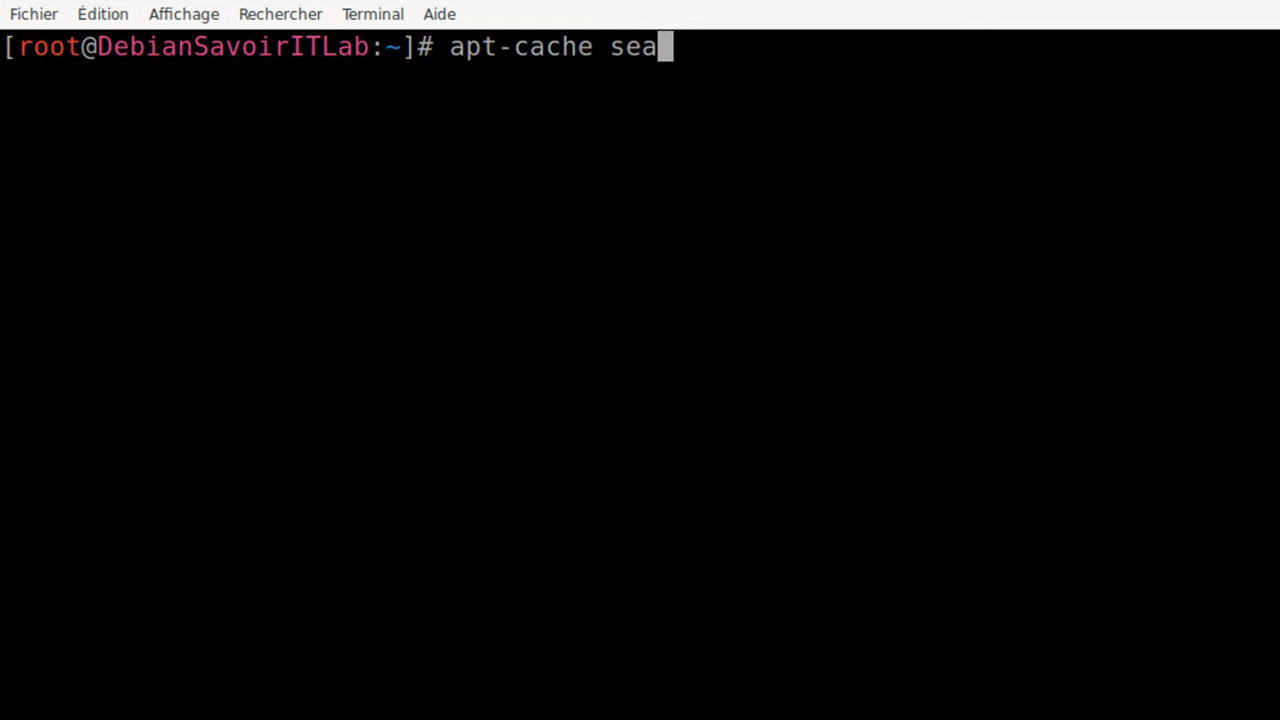 Fichier Édition Affichage Rechercher Terminal Aide
[root@DebianSavoirITLab:~]# apt-cache sea